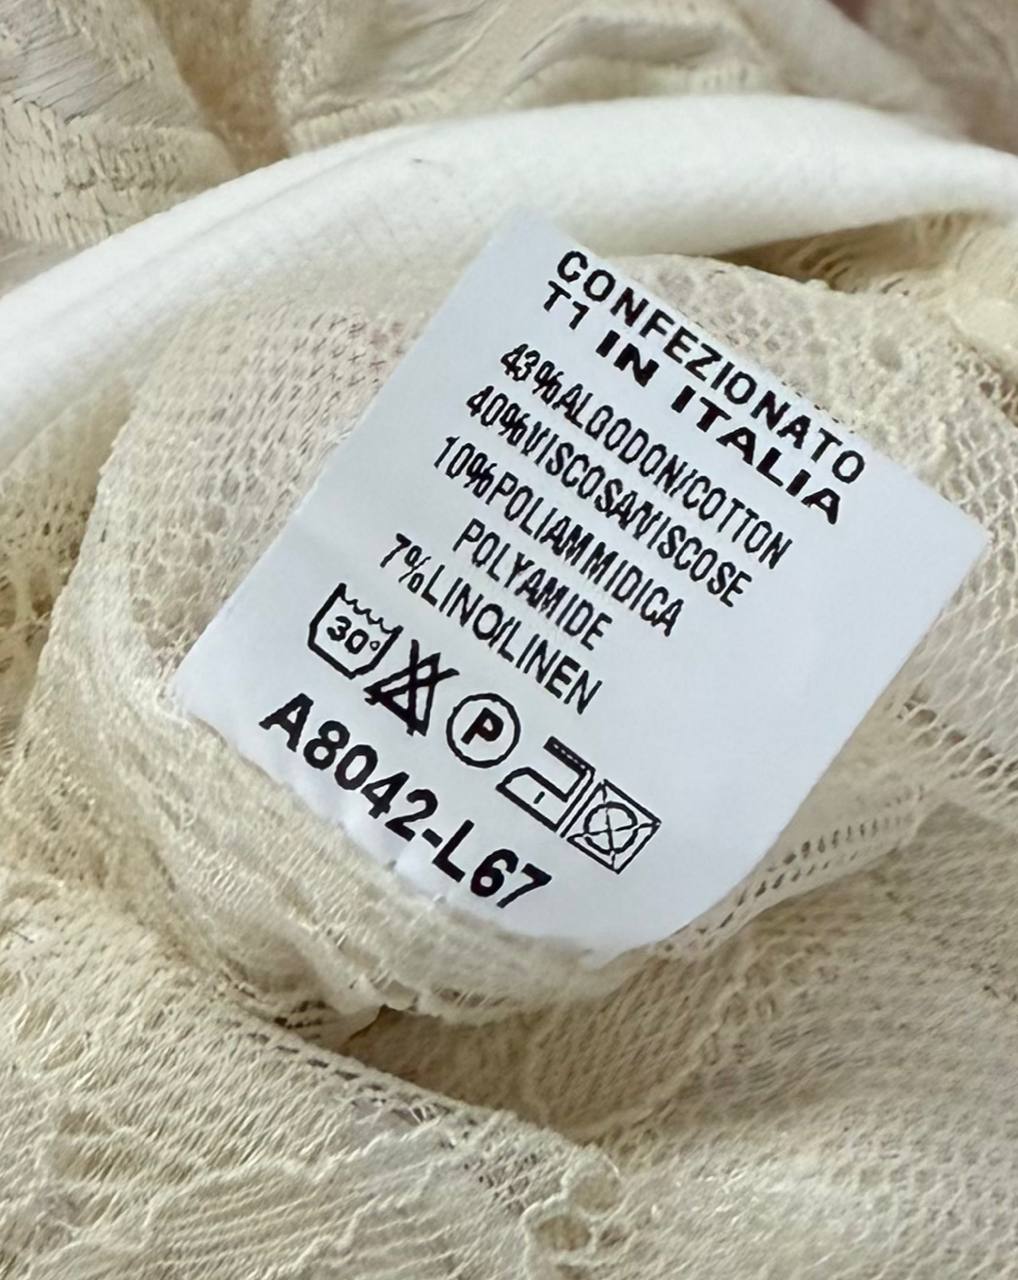 CONFEZIONATO
T1 IN ITALIA
43%ALGODON/COTTON
40%VISCOSA/VISCOSE
10%POLIAMMIDICA
POLYAMIDE
7%LINO/LINEN
30° P
A8042-L67